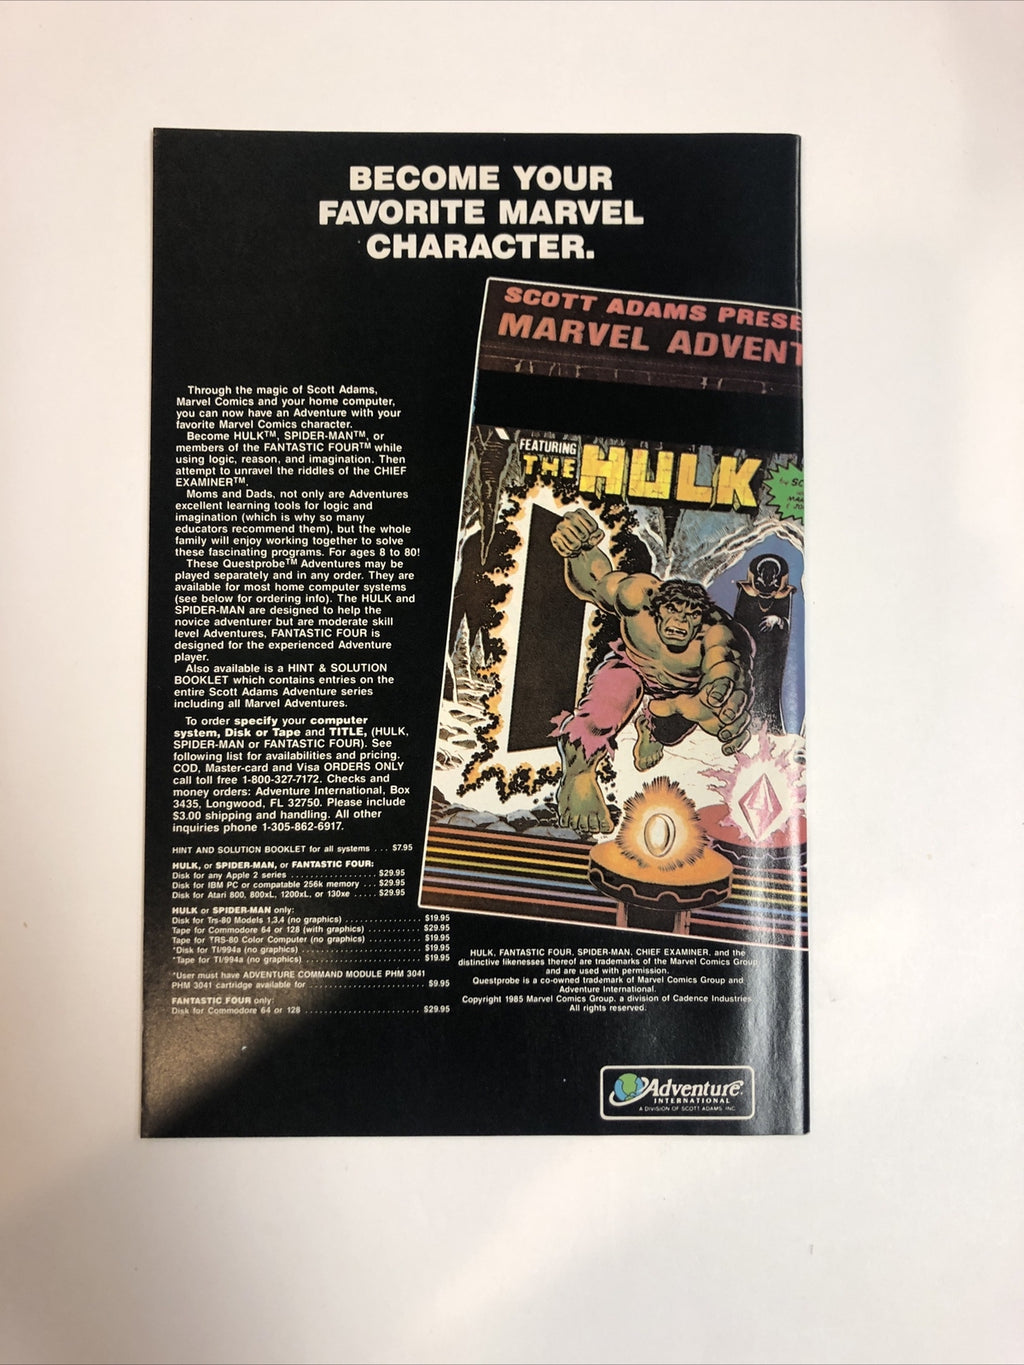 BECOME YOUR
FAVORITE MARVEL
CHARACTER.
SCOTT ADAMS PRESE
MARVEL ADVENT
FEATURING
THE HULK
Through the magic of Scott Adams,
Marvel Comics and your home computer,
you can now have an Adventure with your
favorite Marvel Comics character.
Become HULK™, SPIDER-MAN™, or
members of the FANTASTIC FOUR™ while
using logic, reason, and imagination. Then
attempt to unravel the riddles of the CHIEF
EXAMINER™.
Moms and Dads, not only are Adventures
excellent learning tools for logic and
imagination (which is why so many
educators recommend them), but the whole
family will enjoy working together to solve
these fascinating programs. For ages 8 to 80!
These Questprobe™ Adventures may be
played separately and in any order. They are
available for most home computer systems
(see below for ordering info). The HULK and
SPIDER-MAN are designed to help the
novice adventurer but are moderate skill
level Adventures, FANTASTIC FOUR is
designed for the experienced Adventure
player.
Also available is a HINT & SOLUTION
BOOKLET which contains entries on the
entire Scott Adams Adventure series
including all Marvel Adventures.
To order specify your computer
system, Disk or Tape and TITLE, (HULK,
SPIDER-MAN or FANTASTIC FOUR). See
following list for availabilities and pricing.
COD, Master-card and Visa ORDERS ONLY
call toll free 1-800-327-7172. Checks and
money orders: Adventure International, Box
3435, Longwood, FL 32750. Please include
$3.00 shipping and handling. All other
inquiries phone 1-305-862-6917.
HINT AND SOLUTION BOOKLET for all systems . . . $7.95
HULK, or SPIDER-MAN, or FANTASTIC FOUR:
Disk for any Apple 2 series . . . . . . . . . . . . . . . . . $29.95
Disk for IBM PC or compatable 256k memory . . . $29.95
Disk for Atari 800, 800xL, 1200xL, or 130xe . . . . . $29.95
HULK or SPIDER-MAN only:
Disk for Trs-80 Models 1,3,4 (no graphics) . . . . . . . . . . . . . . . $19.95
Tape for Commodore 64 or 128 (with graphics) . . . . . . . . . . . $29.95
Tape for TRS-80 Color Computer (no graphics) . . . . . . . . . . . $19.95
*Disk for TI/994a (no graphics) . . . . . . . . . . . . . . . . . . . . . . $19.95
*Tape for TI/994a (no graphics) . . . . . . . . . . . . . . . . . . . . . $19.95
*User must have ADVENTURE COMMAND MODULE PHM 3041
PHM 3041 cartridge available for . . . . . . . . . . . . . . . . . . . . . . $9.95
FANTASTIC FOUR only:
Disk for Commodore 64 or 128 . . . . . . . . . . . . . . . . . . . . . . . $29.95
HULK, FANTASTIC FOUR, SPIDER-MAN, CHIEF EXAMINER, and the
distinctive likenesses thereof are trademarks of the Marvel Comics Group
and are used with permission.
Questprobe is a co-owned trademark of Marvel Comics Group and
Adventure International.
Copyright 1985 Marvel Comics Group, a division of Cadence Industries
All rights reserved.
Adventure
INTERNATIONAL
A DIVISION OF SCOTT ADAMS, INC.